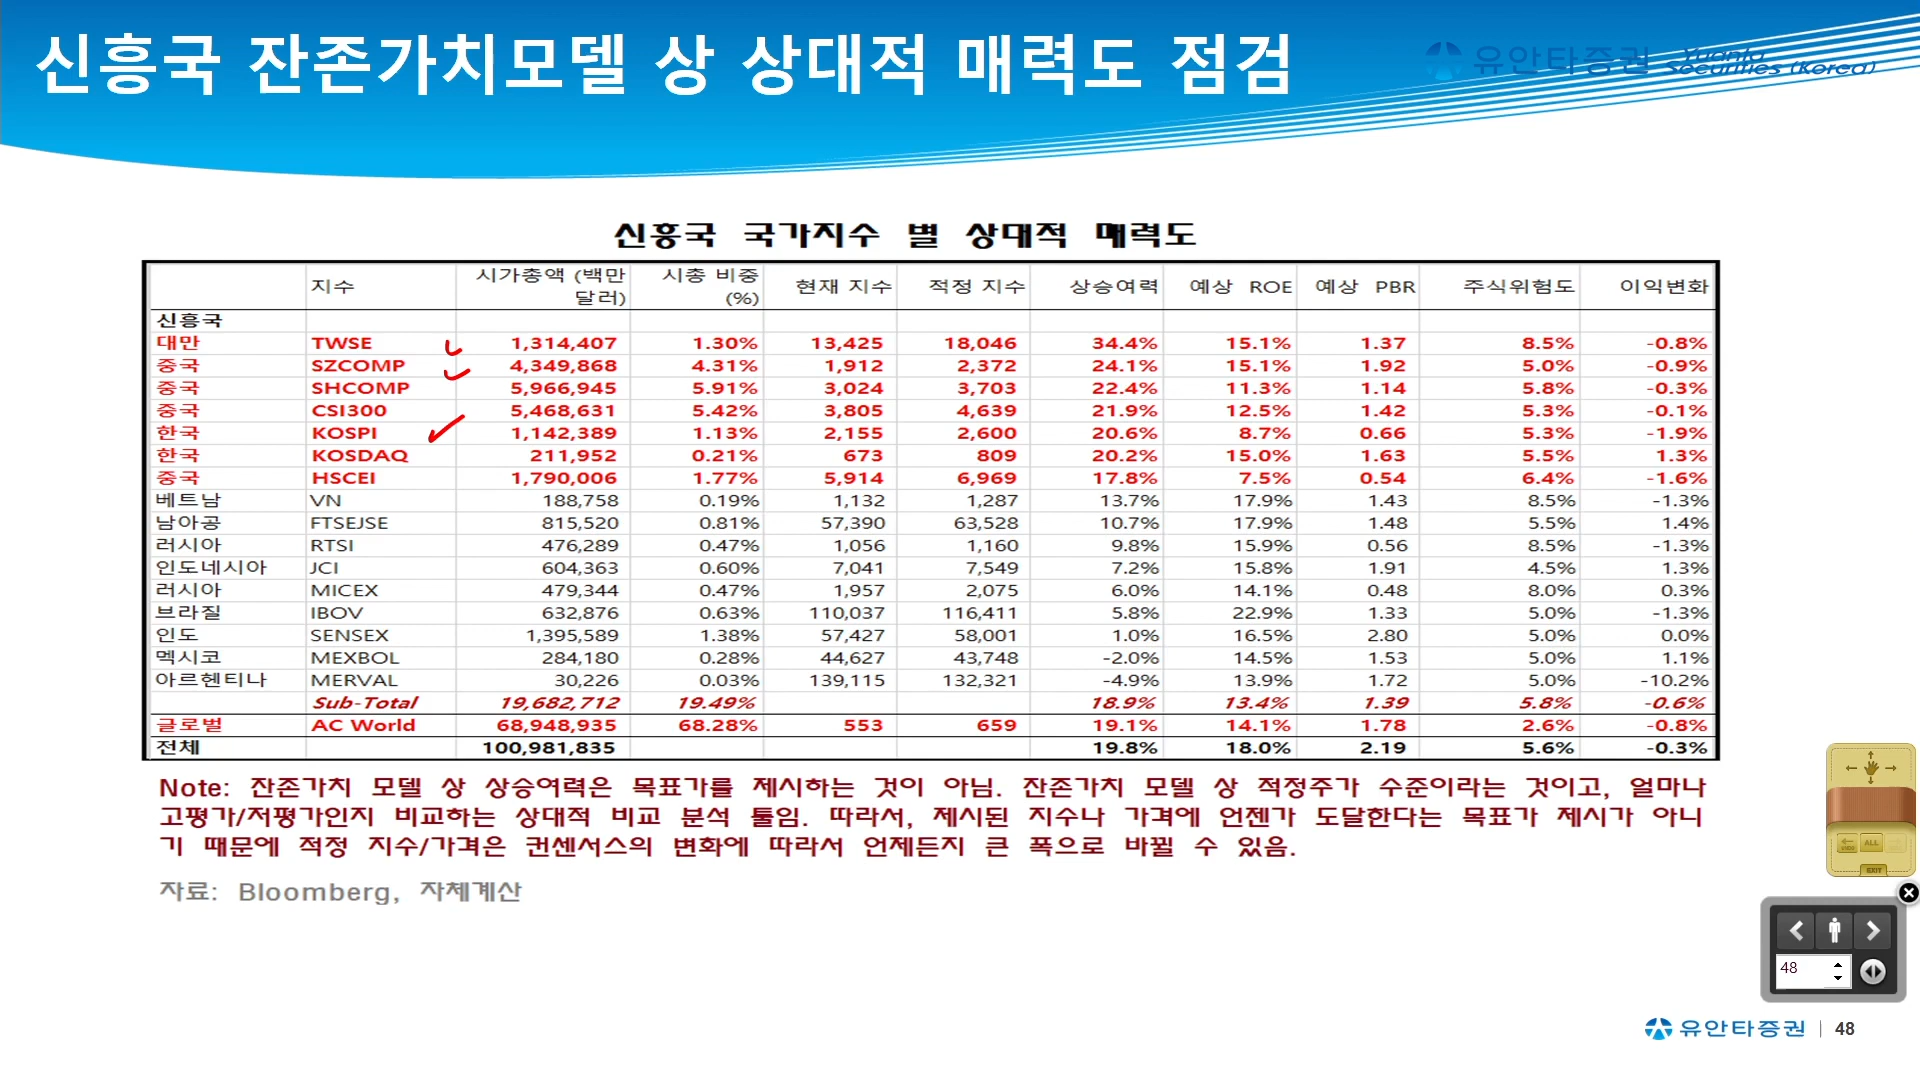 신흥국 잔존가치모델 상 상대적 매력도 점검
유안타증권 Yuanta Securities (Korea)
신흥국 국가지수 별 상대적 매력도
지수 시가총액 (백만 달러) 시총 비중 (%) 현재 지수 적정 지수 상승여력 예상 ROE 예상 PBR 주식위험도 이익변화
신흥국
대만 TWSE 1,314,407 1.30% 13,425 18,046 34.4% 15.1% 1.37 8.5% -0.8%
중국 SZCOMP 4,349,868 4.31% 1,912 2,372 24.1% 15.1% 1.92 5.0% -0.9%
중국 SHCOMP 5,966,945 5.91% 3,024 3,703 22.4% 11.3% 1.14 5.8% -0.3%
중국 CSI300 5,468,631 5.42% 3,805 4,639 21.9% 12.5% 1.42 5.3% -0.1%
한국 KOSPI 1,142,389 1.13% 2,155 2,600 20.6% 8.7% 0.66 5.3% -1.9%
한국 KOSDAQ 211,952 0.21% 673 809 20.2% 15.0% 1.63 5.5% 1.3%
중국 HSCEI 1,790,006 1.77% 5,914 6,969 17.8% 7.5% 0.54 6.4% -1.6%
베트남 VN 188,758 0.19% 1,132 1,287 13.7% 17.9% 1.43 8.5% -1.3%
남아공 FTSEJSE 815,520 0.81% 57,390 63,528 10.7% 17.9% 1.48 5.5% 1.4%
러시아 RTSI 476,289 0.47% 1,056 1,160 9.8% 15.9% 0.56 8.5% -1.3%
인도네시아 JCI 604,363 0.60% 7,041 7,549 7.2% 15.8% 1.91 4.5% 1.3%
러시아 MICEX 479,344 0.47% 1,957 2,075 6.0% 14.1% 0.48 8.0% 0.3%
브라질 IBOV 632,876 0.63% 110,037 116,411 5.8% 22.9% 1.33 5.0% -1.3%
인도 SENSEX 1,395,589 1.38% 57,427 58,001 1.0% 16.5% 2.80 5.0% 0.0%
멕시코 MEXBOL 284,180 0.28% 44,627 43,748 -2.0% 14.5% 1.53 5.0% 1.1%
아르헨티나 MERVAL 30,226 0.03% 139,115 132,321 -4.9% 13.9% 1.72 5.0% -10.2%
Sub-Total 19,682,712 19.49% 18.9% 13.4% 1.39 5.8% -0.6%
글로벌 AC World 68,948,935 68.28% 553 659 19.1% 14.1% 1.78 2.6% -0.8%
전체 100,981,835 19.8% 18.0% 2.19 5.6% -0.3%
Note: 잔존가치 모델 상 상승여력은 목표가를 제시하는 것이 아님. 잔존가치 모델 상 적정주가 수준이라는 것이고, 얼마나
고평가/저평가인지 비교하는 상대적 비교 분석 툴임. 따라서, 제시된 지수나 가격에 언젠가 도달한다는 목표가 제시가 아니
기 때문에 적정 지수/가격은 컨센서스의 변화에 따라서 언제든지 큰 폭으로 바뀔 수 있음.
자료: Bloomberg, 자체계산
ALL
EXIT
48
유안타증권 | 48